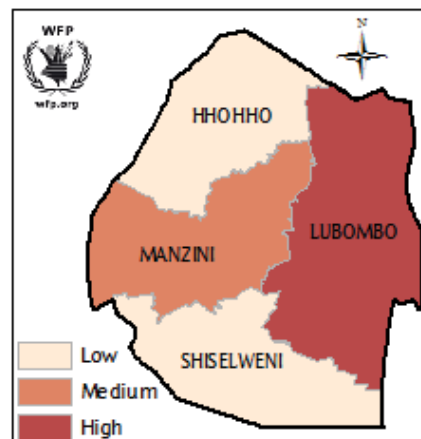 WFP
wfp.org
N
HHOHHO
LUBOMBO
MANZINI
SHISELWENI
Low
Medium
High